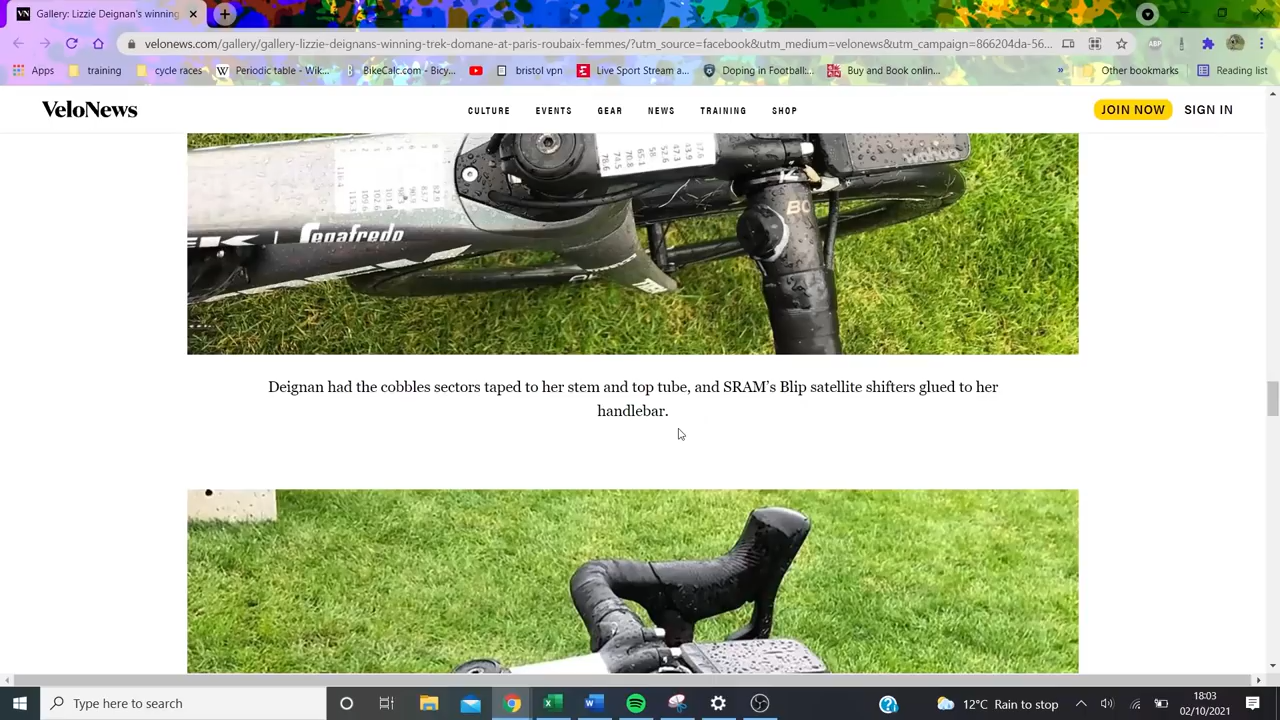 Gallery: Lizzie Deignan's winning
velonews.com/gallery/gallery-lizzie-deignans-winning-trek-domane-at-paris-roubaix-femmes/?utm_source=facebook&utm_medium=velonews&utm_campaign=866204da-56...
ABP
Apps training cycle races Periodic table - Wik... BikeCalc.com - Bicy... bristol vpn Live Sport Stream a... Doping in Football:... Buy and Book onlin... » Other bookmarks Reading list
VeloNews CULTURE EVENTS GEAR NEWS TRAINING SHOP JOIN NOW SIGN IN
Segafredo
BO
Deignan had the cobbles sectors taped to her stem and top tube, and SRAM's Blip satellite shifters glued to her
handlebar.
Type here to search
12°C Rain to stop
18:03
02/10/2021